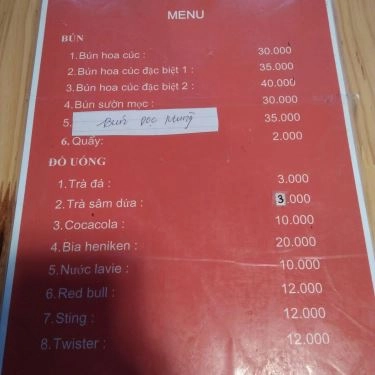 MENU
BÚN
1.Bún hoa cúc : 30.000
2.Bún hoa cúc đặc biệt 1 : 35.000
3.Bún hoa cúc đặc biệt 2 : 40.000
4.Bún sườn mọc : 30.000
5. Bún Dọc Mùng 35.000
6. Quẩy: 2.000
ĐỒ UỐNG
1.Trà đá : 3.000
2. Trà sâm dứa : 3.000
3.Cocacola : 10.000
4.Bia heniken : 20.000
5.Nước lavie : 10.000
6.Red bull : 12.000
7.Sting : 12.000
8.Twister : 12.000